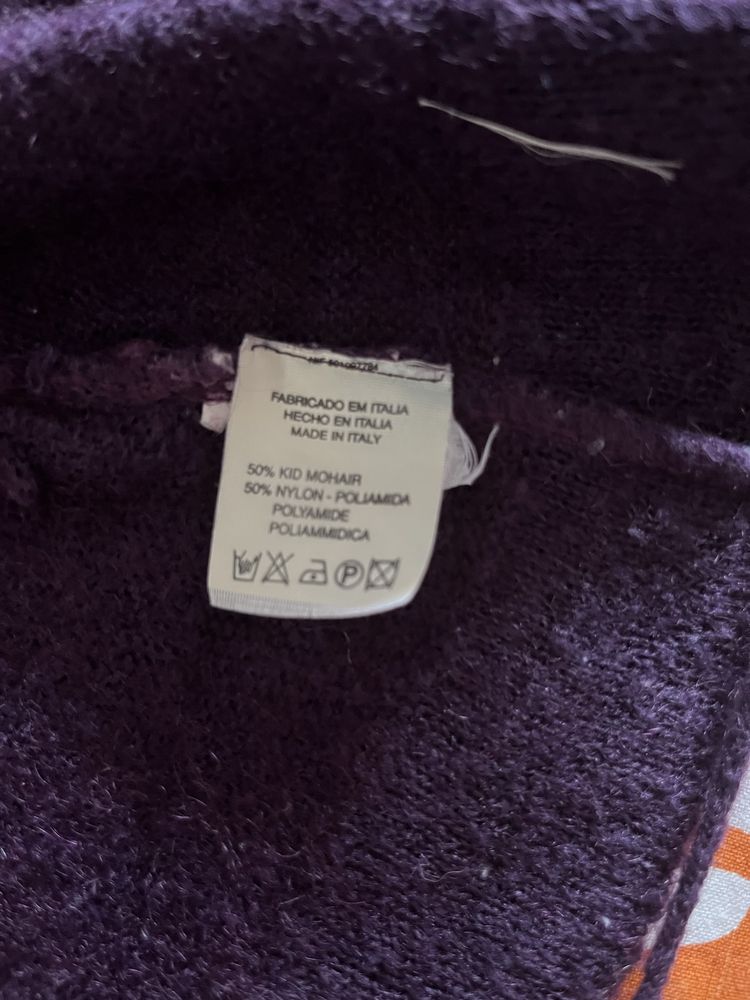 FABRICADO EM ITALIA
HECHO EN ITALIA
MADE IN ITALY
50% KID MOHAIR
50% NYLON - POLIAMIDA
POLYAMIDE
POLIAMMIDICA
P